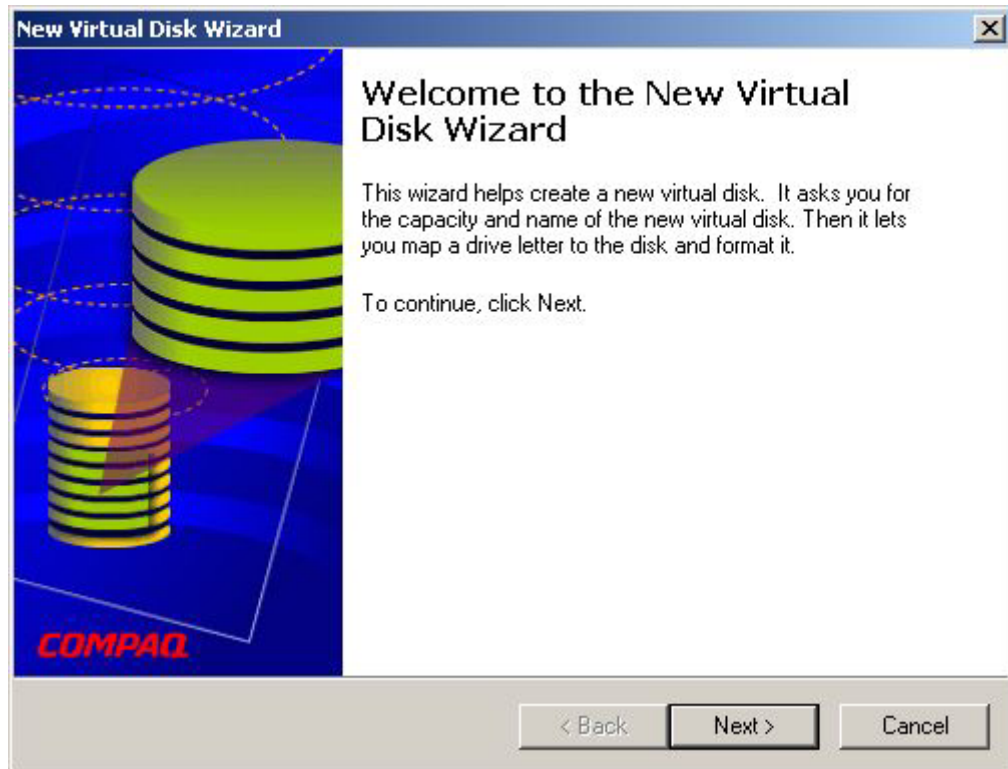 New Virtual Disk Wizard
Welcome to the New Virtual
Disk Wizard
This wizard helps create a new virtual disk.  It asks you for
the capacity and name of the new virtual disk. Then it lets
you map a drive letter to the disk and format it.
To continue, click Next.
COMPAQ
< Back
Next >
Cancel